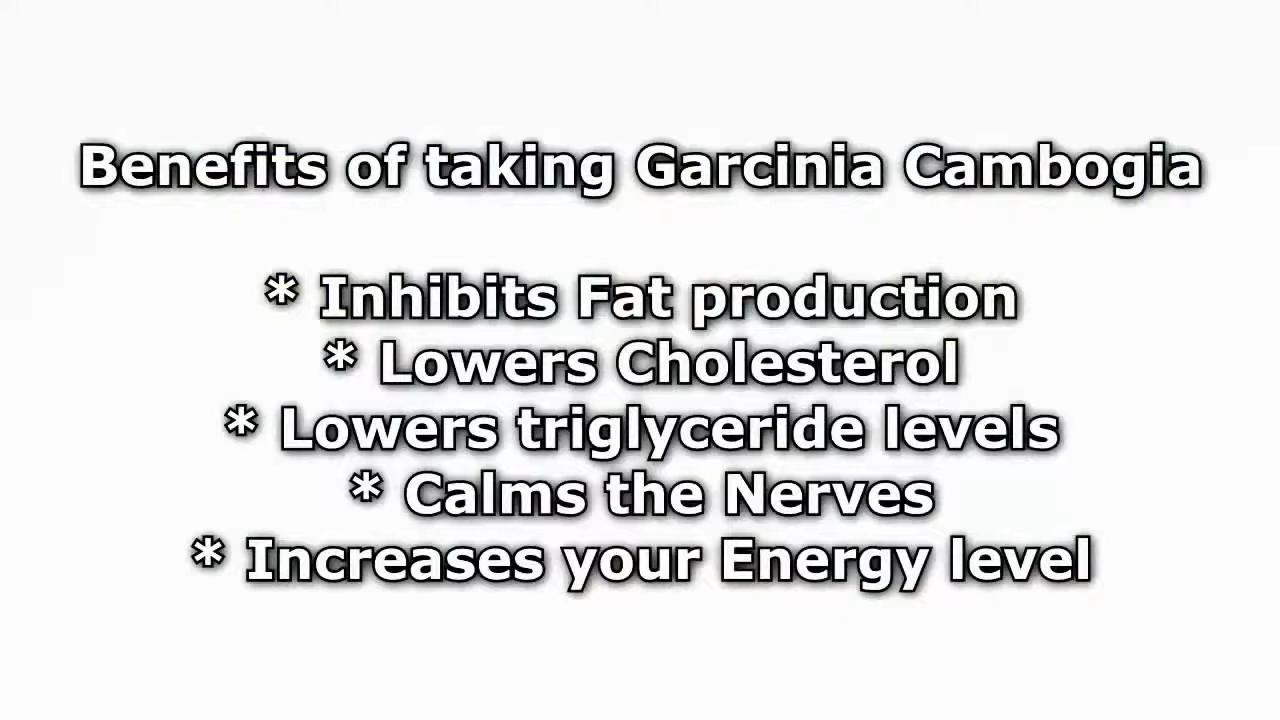 Benefits of taking Garcinia Cambogia
* Inhibits Fat production
* Lowers Cholesterol
* Lowers triglyceride levels
* Calms the Nerves
* Increases your Energy level